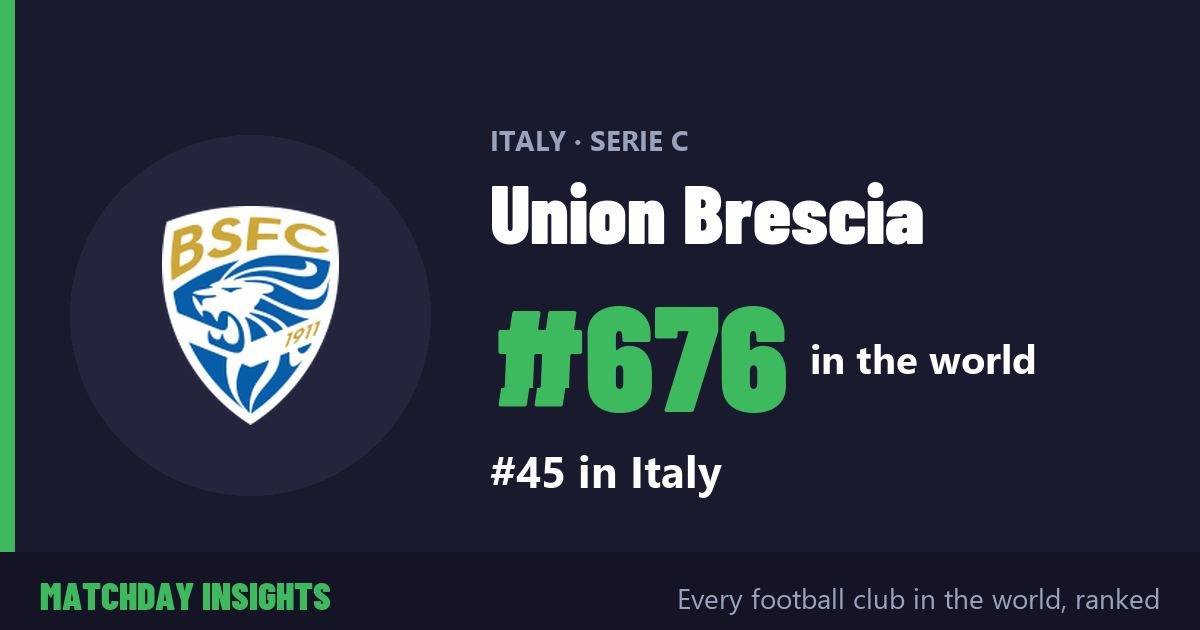 BSFC
1911
ITALY · SERIE C
Union Brescia
#676 in the world
#45 in Italy
MATCHDAY INSIGHTS
Every football club in the world, ranked